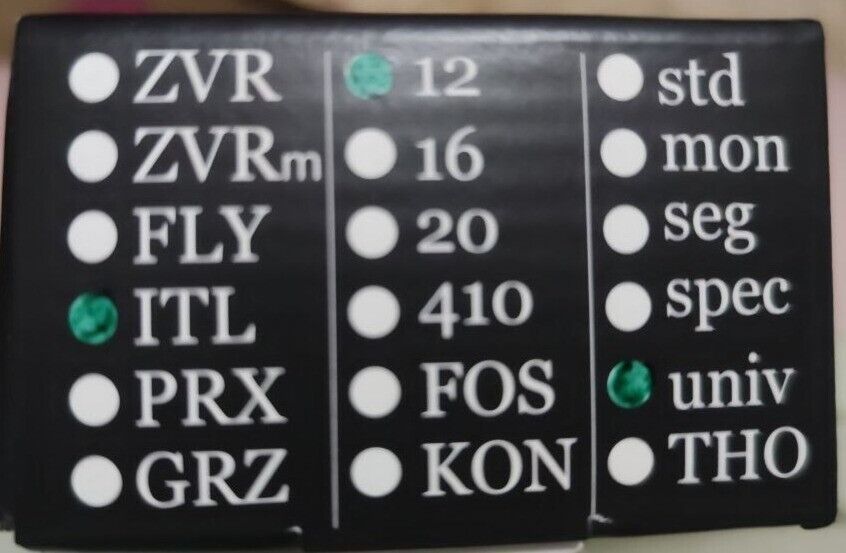 ZVR 12 std
ZVRm 16 mon
FLY 20 seg
ITL 410 spec
PRX FOS univ
GRZ KON THO